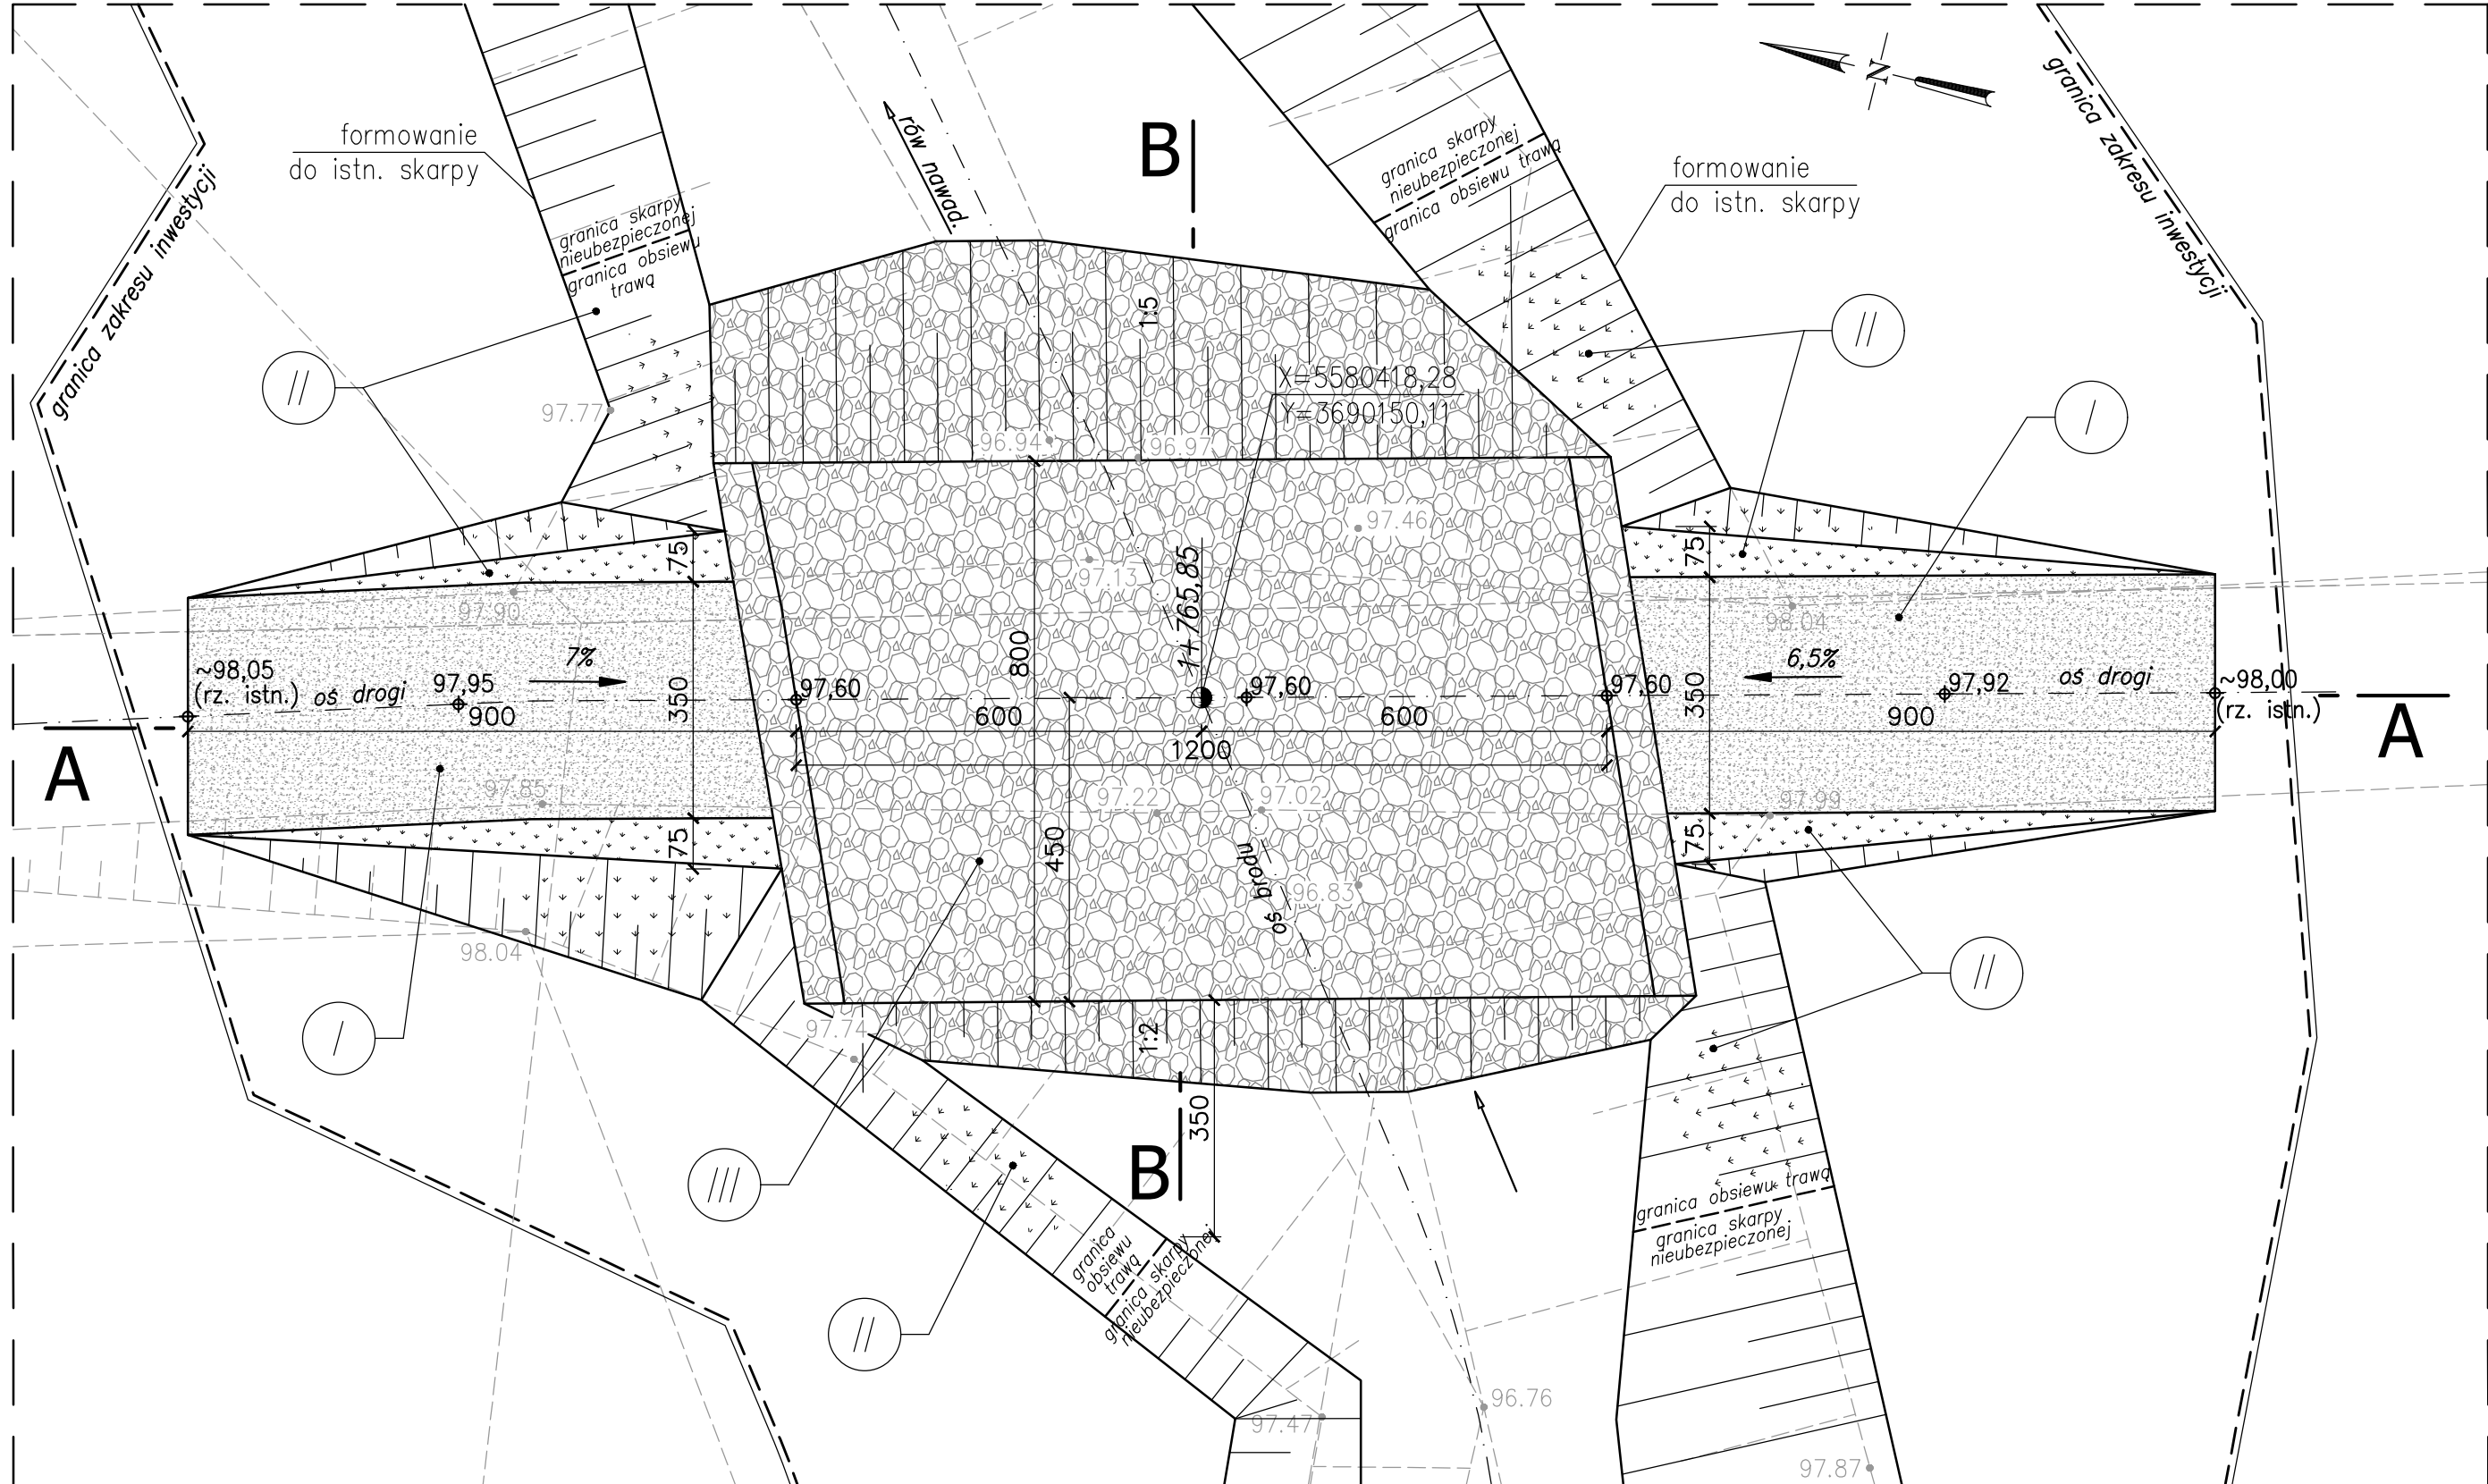 granica zakresu inwestycji
formowanie
do istn. skarpy
granica skarpy
nieubezpieczonej
granica obsiewu
trawą
rów nawad.
B
granica skarpy
nieubezpieczonej
granica obsiewu trawą
N
formowanie
do istn. skarpy
granica zakresu inwestycji
//
//
/
1:5
X=5580418,28
Y=3690150,11
97.77
96.94
96.97
97.46
97.13
1+765,85
75
75
97.90
98.04
800
~98,05
(rz. istn.)
oś drogi
97,95
7%
900
350
97,60
600
97,60
600
97,60
350
6,5%
97,92
900
oś drogi
~98,00
(rz. istn.)
A
1200
A
97.85
97.22
97.02
97.99
75
450
oś brodu
96.83
75
98.04
//
/
97.74
1:2
350
///
B
granica obsiewu trawą
granica skarpy
nieubezpieczonej
granica
obsiewu
trawą
granica skarpy
nieubezpieczonej
//
97.47
96.76
97.87